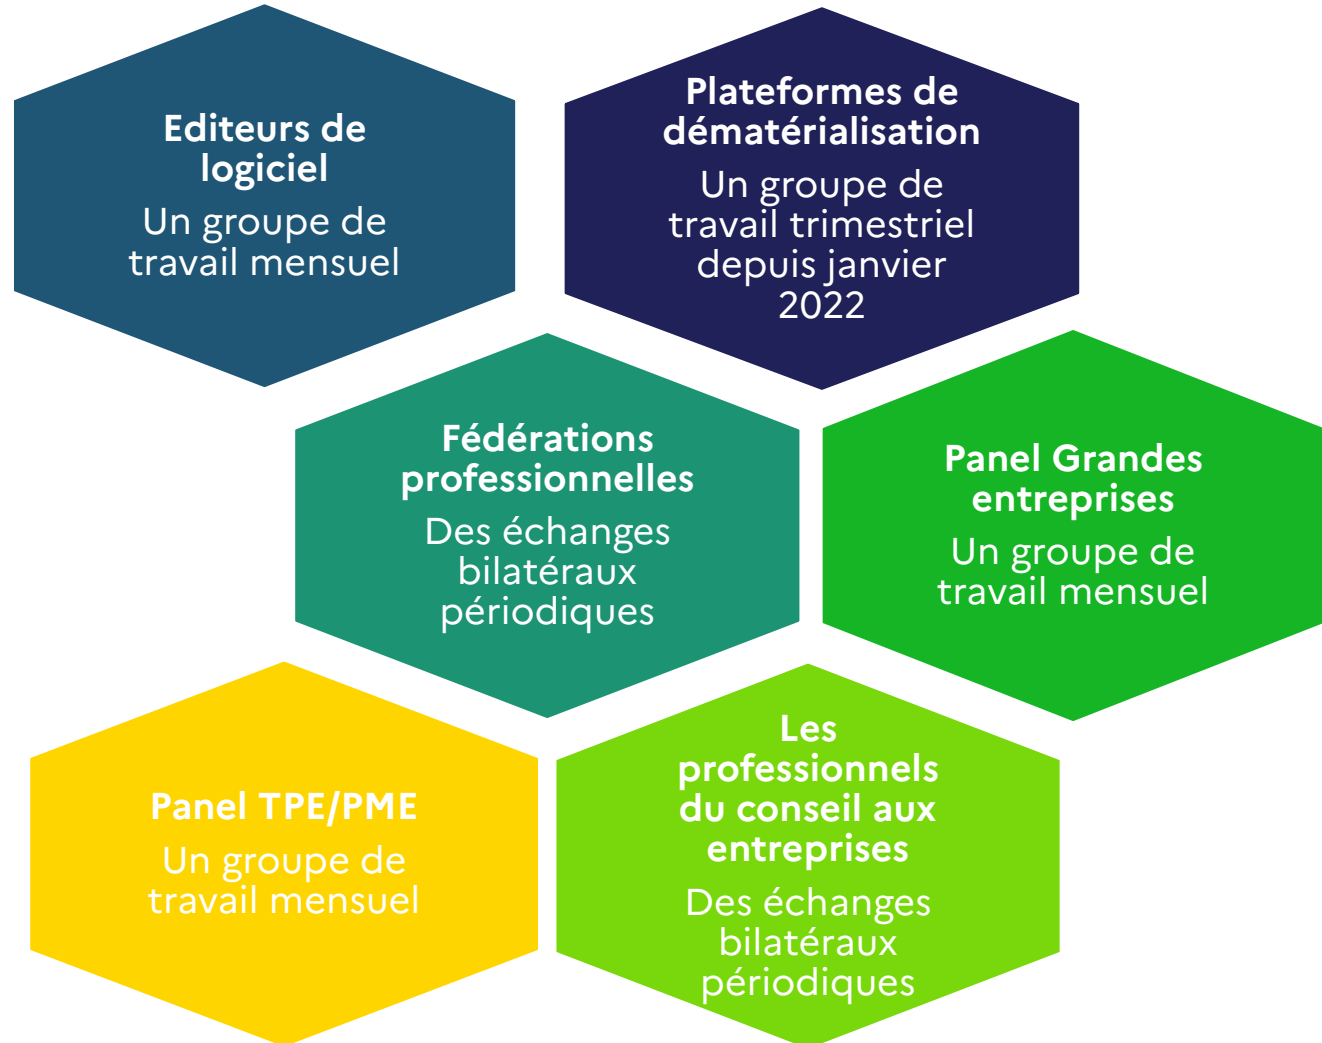 Editeurs de
logiciel
Un groupe de
travail mensuel
Plateformes de
dématérialisation
Un groupe de
travail trimestriel
depuis janvier
2022
Fédérations
professionnelles
Des échanges
bilatéraux
périodiques
Panel Grandes
entreprises
Un groupe de
travail mensuel
Panel TPE/PME
Un groupe de
travail mensuel
Les
professionnels
du conseil aux
entreprises
Des échanges
bilatéraux
périodiques